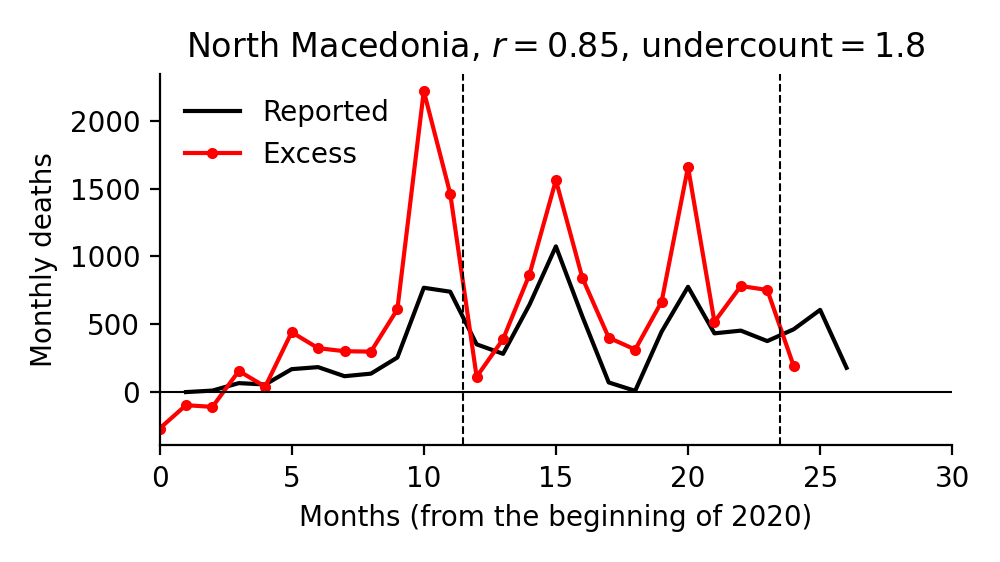 North Macedonia, r = 0.85, undercount = 1.8
Reported
Excess
Monthly deaths
2000
1500
1000
500
0
0 5 10 15 20 25 30
Months (from the beginning of 2020)